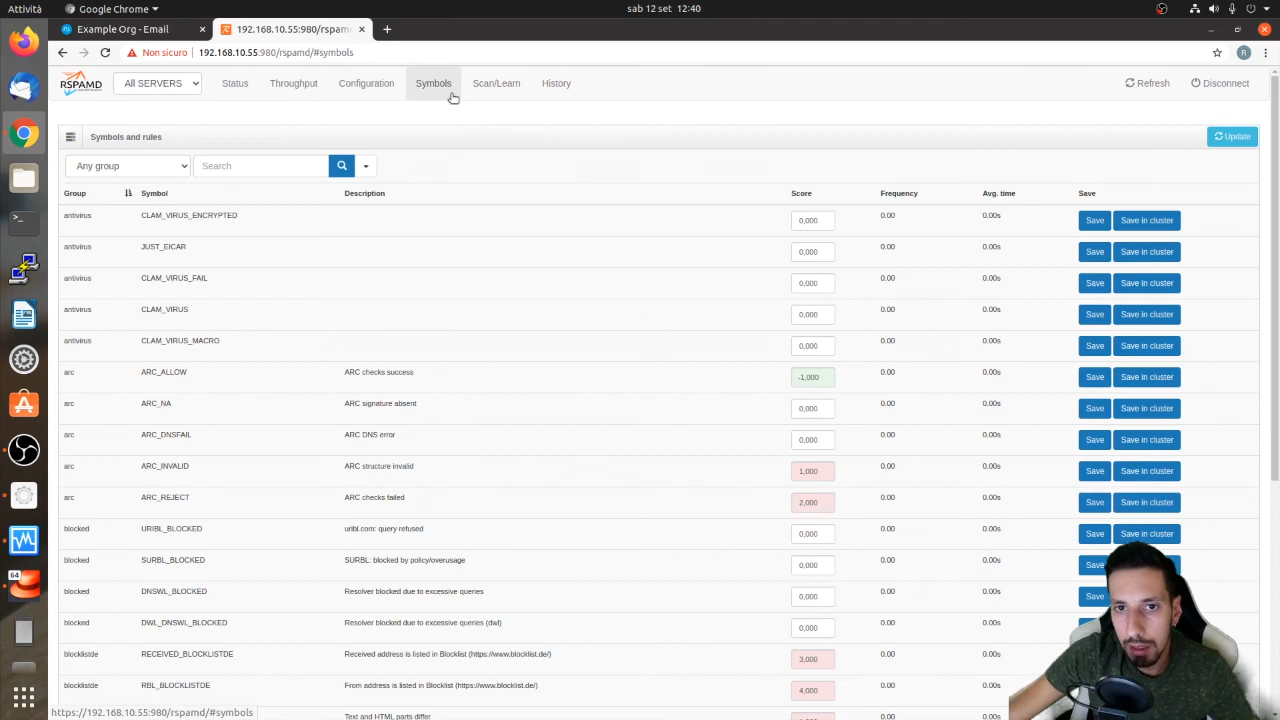 Attività
Google Chrome
sab 12 set 12:40
Example Org - Email
192.168.10.55:980/rspam
Non sicuro
192.168.10.55:980/rspamd/#symbols
R
RSPAMD
All SERVERS
Status
Throughput
Configuration
Symbols
Scan/Learn
History
Refresh
Disconnect
Symbols and rules
Update
Any group
Search
Group Symbol Description Score Frequency Avg. time Save
antivirus CLAM_VIRUS_ENCRYPTED 0,000 0.00 0.00s Save Save in cluster
antivirus JUST_EICAR 0,000 0.00 0.00s Save Save in cluster
antivirus CLAM_VIRUS_FAIL 0,000 0.00 0.00s Save Save in cluster
antivirus CLAM_VIRUS 0,000 0.00 0.00s Save Save in cluster
antivirus CLAM_VIRUS_MACRO 0,000 0.00 0.00s Save Save in cluster
arc ARC_ALLOW ARC checks success -1,000 0.00 0.00s Save Save in cluster
arc ARC_NA ARC signature absent 0,000 0.00 0.00s Save Save in cluster
arc ARC_DNSFAIL ARC DNS error 0,000 0.00 0.00s Save Save in cluster
arc ARC_INVALID ARC structure invalid 1,000 0.00 0.00s Save Save in cluster
arc ARC_REJECT ARC checks failed 2,000 0.00 0.00s Save Save in cluster
blocked URIBL_BLOCKED uribl.com: query refused 0,000 0.00 0.00s Save Save in cluster
blocked SURBL_BLOCKED SURBL: blocked by policy/overusage 0,000 0.00 0.00s Save
blocked DNSWL_BLOCKED Resolver blocked due to excessive queries 0,000 0.00 0.00s Save
blocked DWL_DNSWL_BLOCKED Resolver blocked due to excessive queries (dwl) 0,000 0.00 0.00s
blocklistde RECEIVED_BLOCKLISTDE Received address is listed in Blocklist (https://www.blocklist.de/) 3,000 0.00 0.00s
blocklistde RBL_BLOCKLISTDE From address is listed in Blocklist (https://www.blocklist.de/) 4,000 0.00 0.00s
Text and HTML parts differ
https://192.168.10.55:980/rspamd/#symbols
64